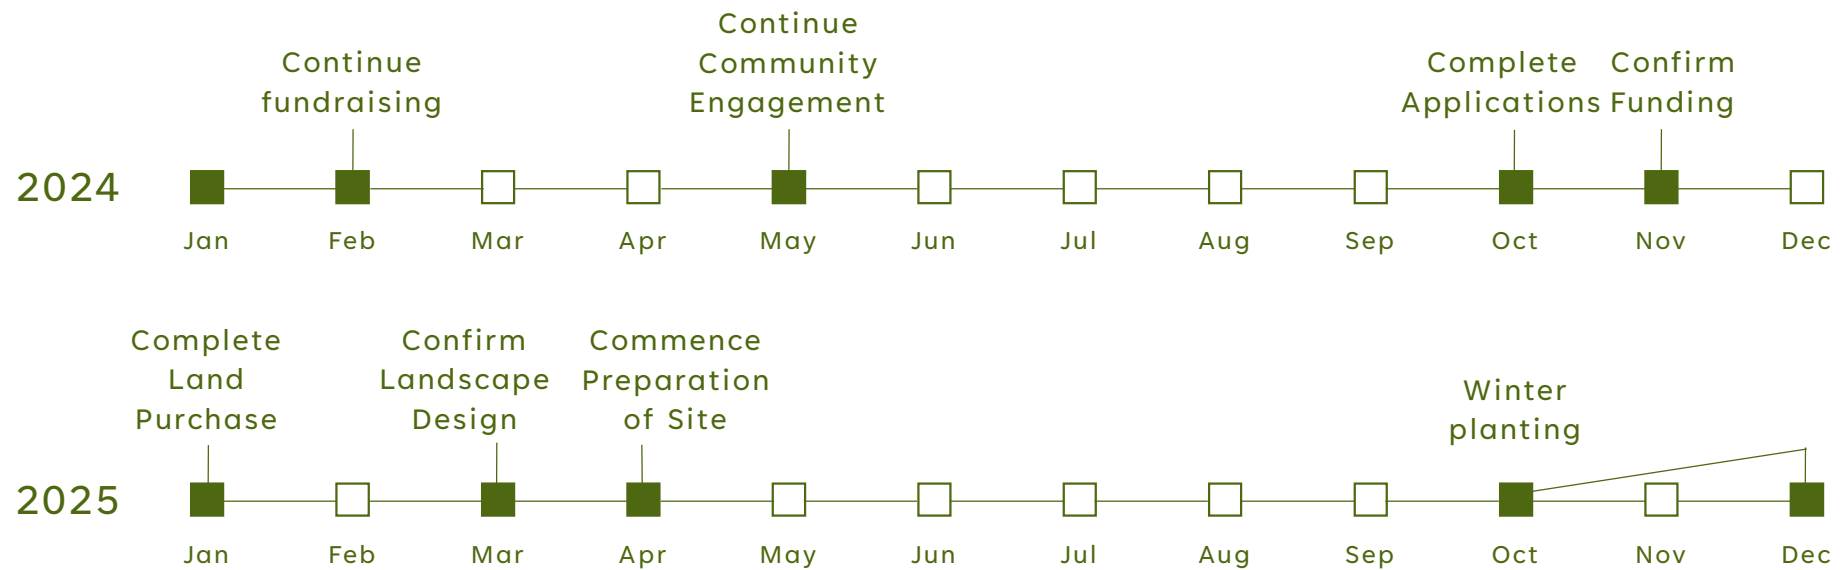 Continue
fundraising
Continue
Community
Engagement
Complete
Applications
Confirm
Funding
2024
Jan Feb Mar Apr May Jun Jul Aug Sep Oct Nov Dec
Complete
Land
Purchase
Confirm
Landscape
Design
Commence
Preparation
of Site
Winter
planting
2025
Jan Feb Mar Apr May Jun Jul Aug Sep Oct Nov Dec